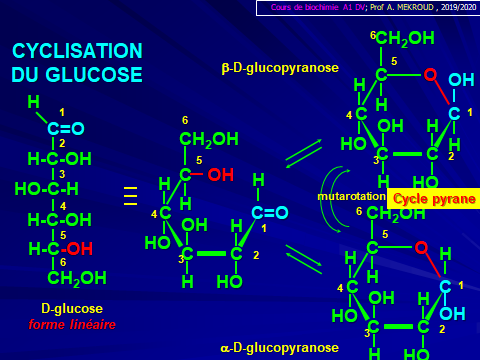 Cours de biochimie A1 DV; Prof A. MEKROUD , 2019/2020
CYCLISATION
DU GLUCOSE
H
1
C=O
2
H-C-OH
3
HO-C-H
4
H-C-OH
5
H-C-OH
6
CH2OH
D-glucose
forme linéaire
=
6
CH2OH
5
C
OH
H
H
H
C
4
HO
OH
C
3
H
H
C
2
HO
C=O
1
β-D-glucopyranose
6
CH2OH
5
C
O
OH
H
H
C
4
HO
OH
C
3
H
H
C
2
HO
C
1
H
mutarotation
Cycle pyrane
α-D-glucopyranose
6
CH2OH
5
C
O
H
H
H
C
4
HO
OH
C
3
H
H
C
2
HO
C
1
OH